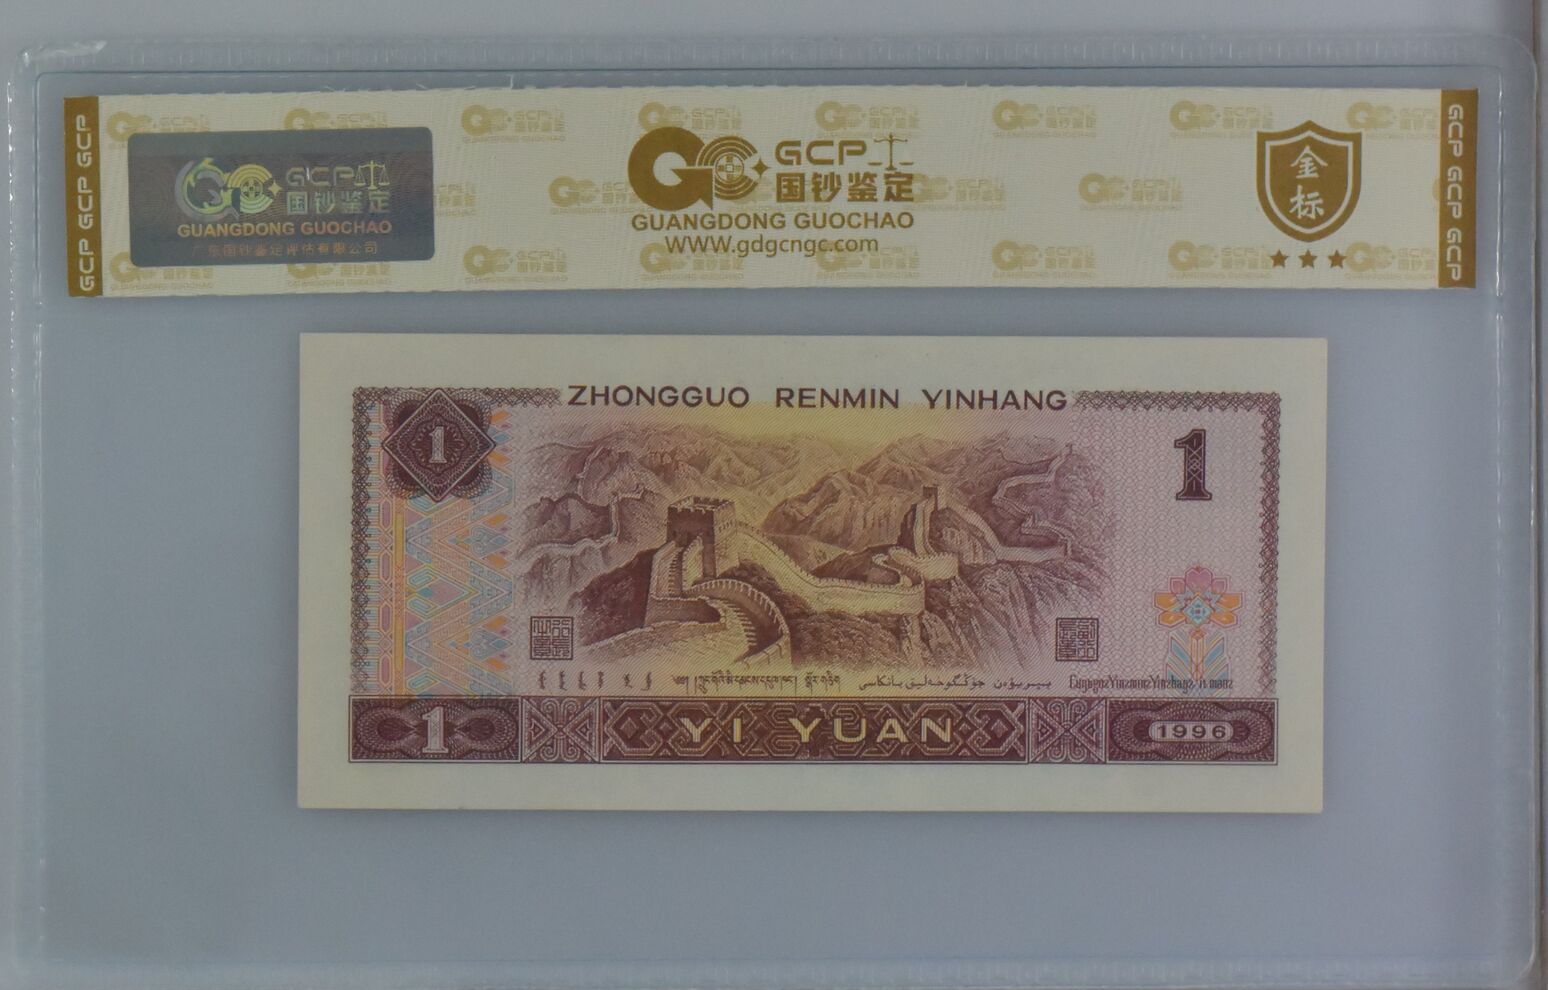 GCP GCP GCP
GCP
国钞鉴定
GUANGDONG GUOCHAO
广东国钞鉴定评估有限公司
GCP
国钞鉴定
GUANGDONG GUOCHAO
WWW.gdgcngc.com
金
标
GCP GCP GCP
ZHONGGUO RENMIN YINHANG
1
1
1
YI YUAN
1996